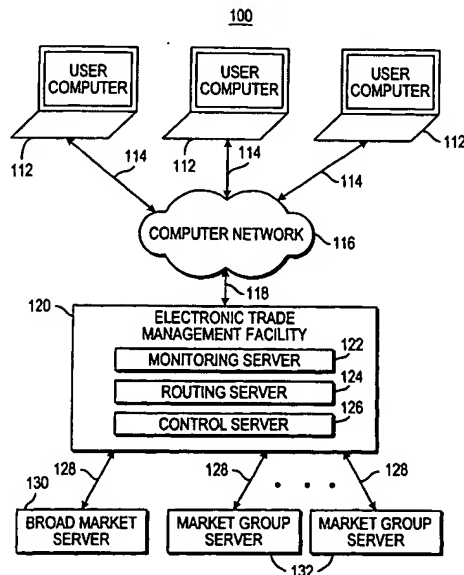 100
USER
COMPUTER
USER
COMPUTER
USER
COMPUTER
112
114
112
114
114
112
COMPUTER NETWORK
116
118
120
ELECTRONIC TRADE
MANAGEMENT FACILITY
122
MONITORING SERVER
124
ROUTING SERVER
126
CONTROL SERVER
128
128
128
130
BROAD MARKET
SERVER
MARKET GROUP
SERVER
MARKET GROUP
SERVER
132